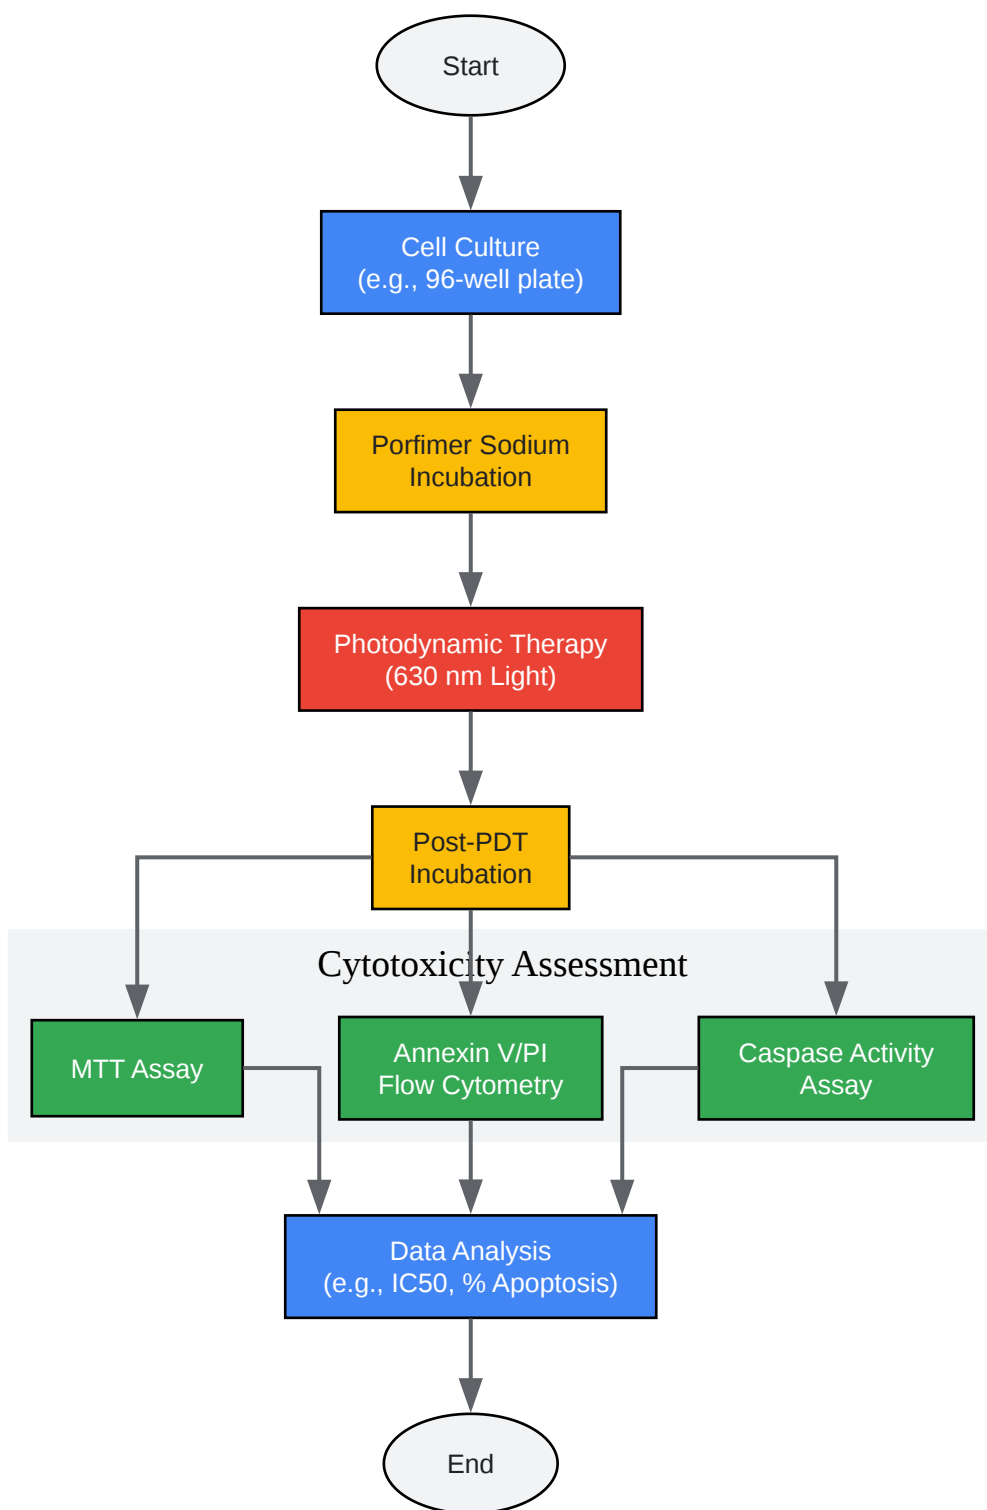 Start
Cell Culture
(e.g., 96-well plate)
Porfimer Sodium
Incubation
Photodynamic Therapy
(630 nm Light)
Post-PDT
Incubation
Cytotoxicity Assessment
MTT Assay
Annexin V/PI
Flow Cytometry
Caspase Activity
Assay
Data Analysis
(e.g., IC50, % Apoptosis)
End